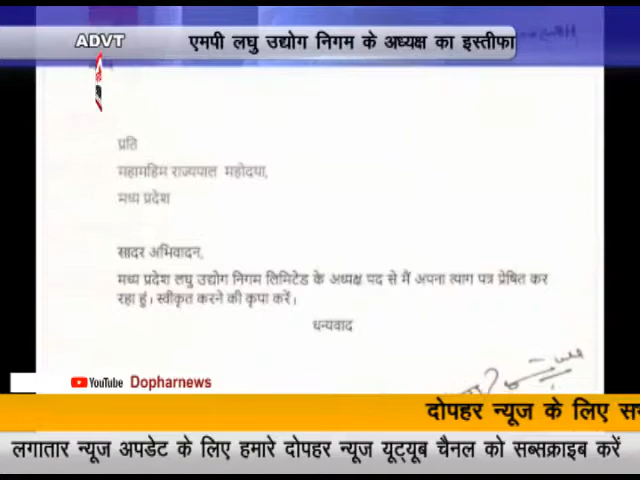 ADVT
एमपी लघु उद्योग निगम के अध्यक्ष का इस्तीफा
प्रति
महामहिम राज्यपाल महोदया,
मध्य प्रदेश
सादर अभिवादन,
मध्य प्रदेश लघु उद्योग निगम लिमिटेड के अध्यक्ष पद से मैं अपना त्याग पत्र प्रेषित कर
रहा हूं। स्वीकृत करने की कृपा करें।
धन्यवाद
YouTube Dopharnews
दोपहर न्यूज के लिए
लगातार न्यूज अपडेट के लिए हमारे दोपहर न्यूज यूट्यूब चैनल को सब्सक्राइब करें